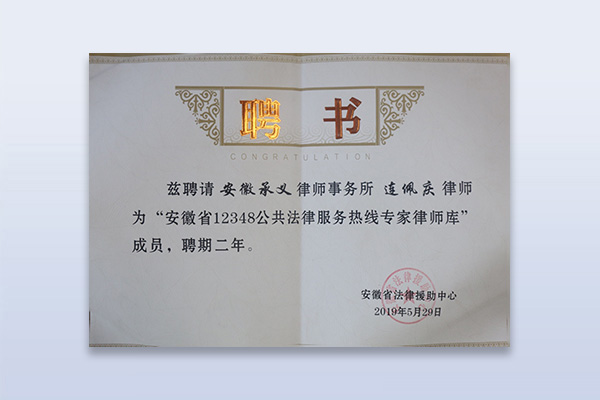 聘 书
CONGRATULATION
兹聘请 安徽承义 律师事务所 连佩庆 律师
为“安徽省12348公共法律服务热线专家律师库”
成员，聘期二年。
安徽省法律援助中心
2019年5月29日